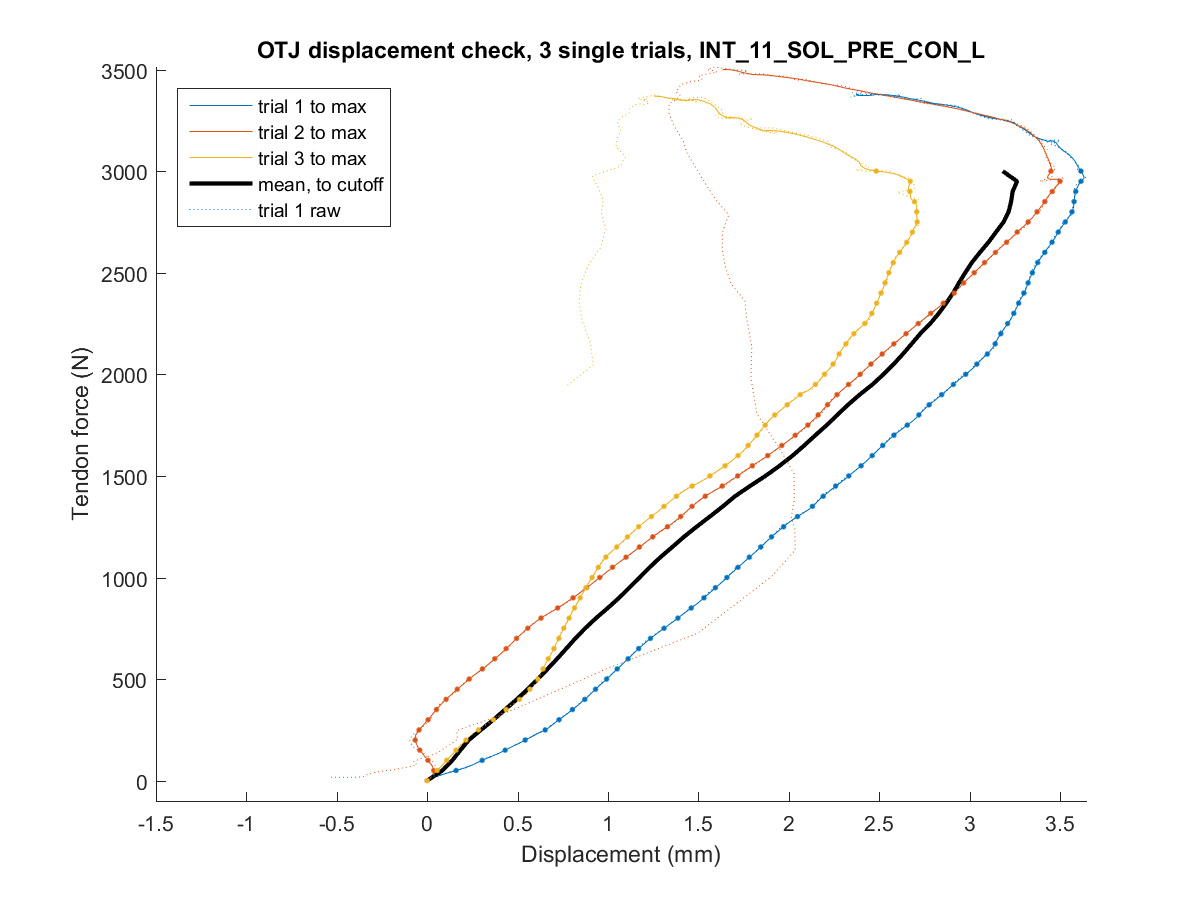 OTJ displacement check, 3 single trials, INT_11_SOL_PRE_CON_L
3500
3000
2500
2000
1500
1000
500
0
trial 1 to max
trial 2 to max
trial 3 to max
mean, to cutoff
trial 1 raw
Tendon force (N)
-1.5 -1 -0.5 0 0.5 1 1.5 2 2.5 3 3.5
Displacement (mm)